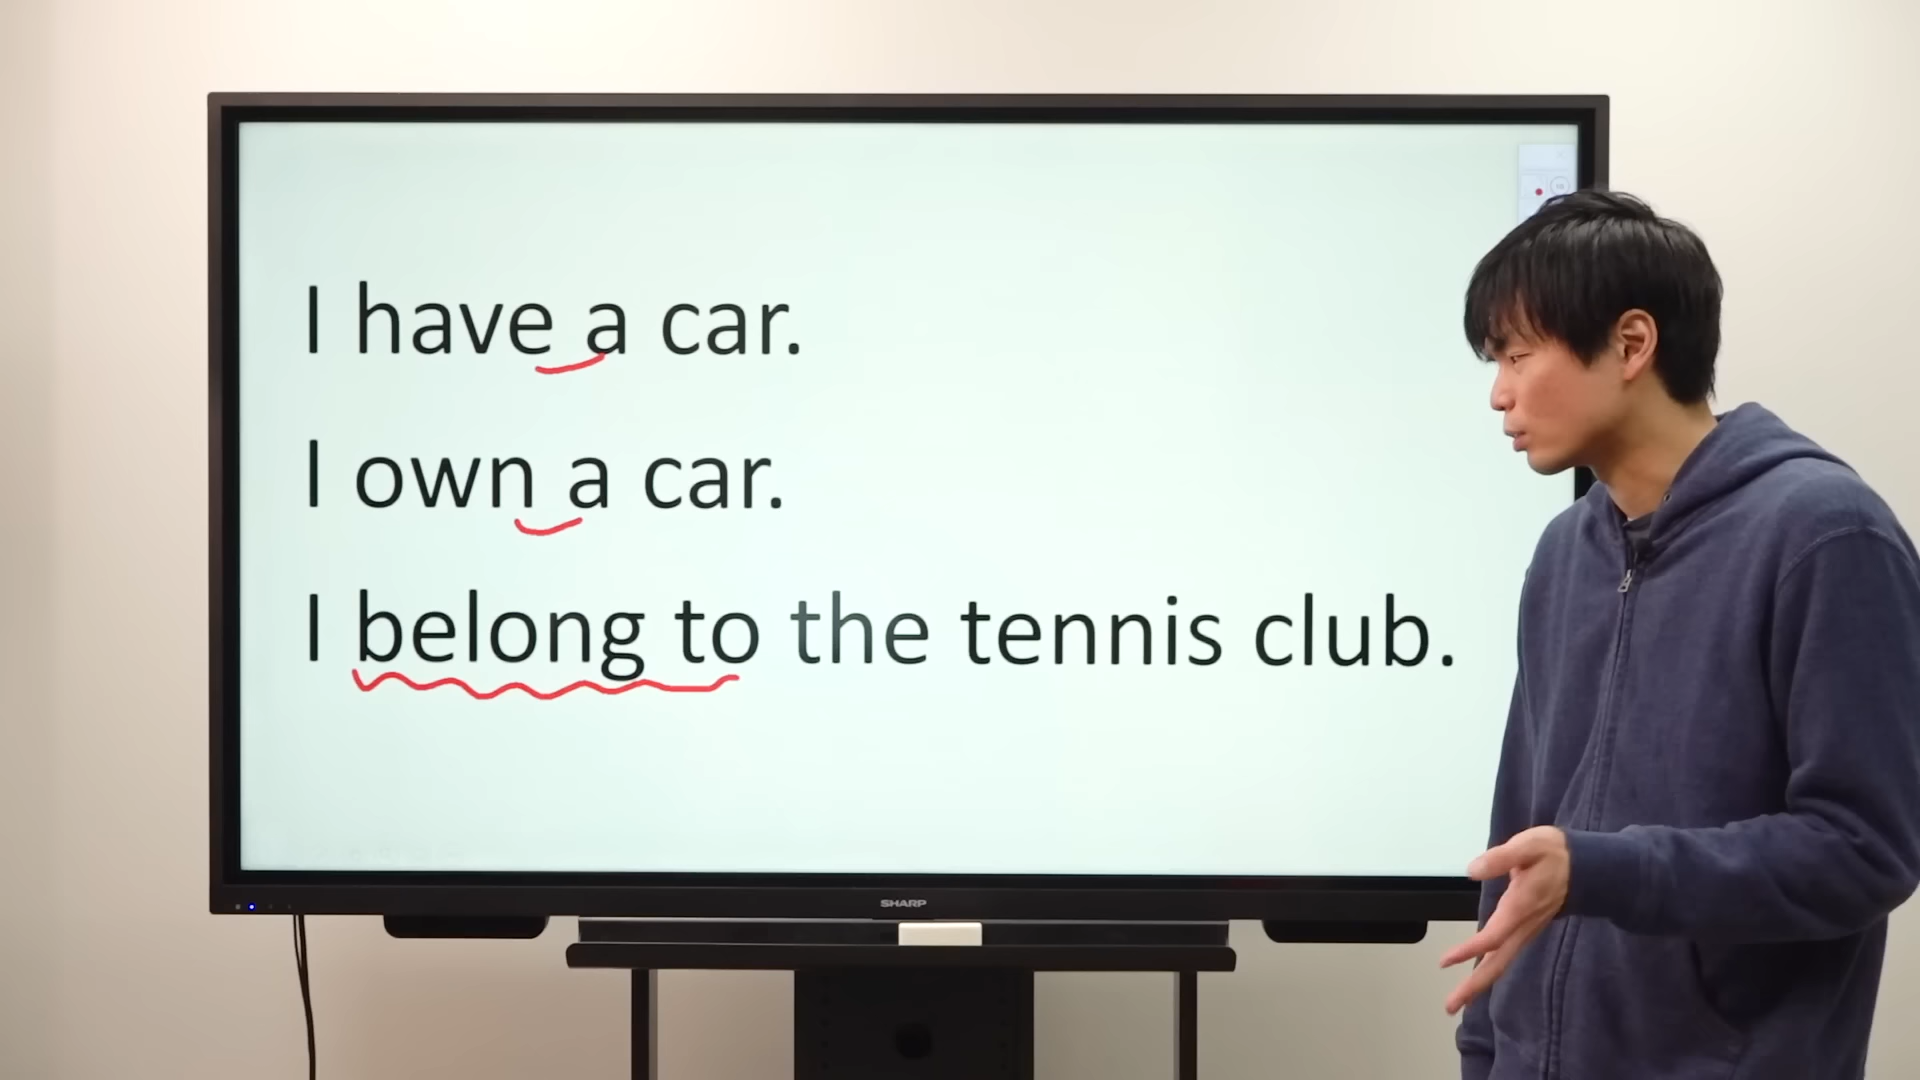 I have a car.
I own a car.
I belong to the tennis club.
SHARP